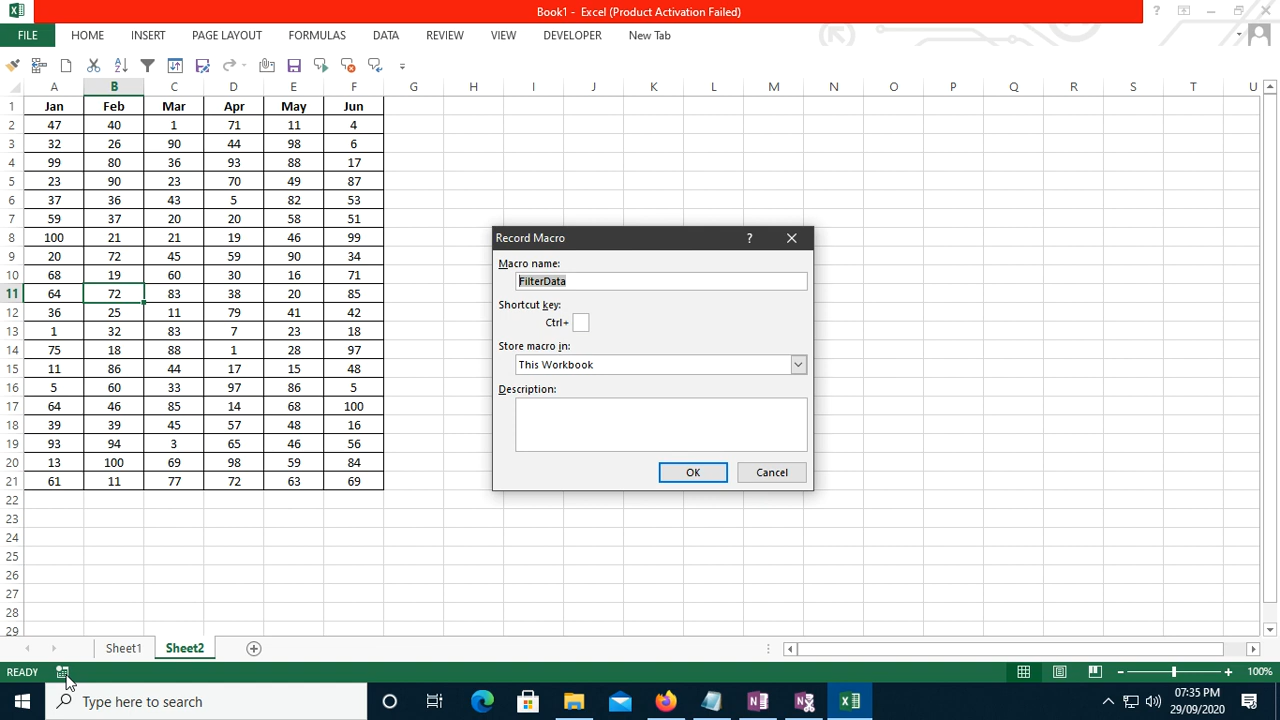 Book1 - Excel (Product Activation Failed)
FILE HOME INSERT PAGE LAYOUT FORMULAS DATA REVIEW VIEW DEVELOPER New Tab
A B C D E F G H I J K L M N O P Q R S T U
1 Jan Feb Mar Apr May Jun
2 47 40 1 71 11 4
3 32 26 90 44 98 6
4 99 80 36 93 88 17
5 23 90 23 70 49 87
6 37 36 43 5 82 53
7 59 37 20 20 58 51
8 100 21 21 19 46 99
9 20 72 45 59 90 34
10 68 19 60 30 16 71
11 64 72 83 38 20 85
12 36 25 11 79 41 42
13 1 32 83 7 23 18
14 75 18 88 1 28 97
15 11 86 44 17 15 48
16 5 60 33 97 86 5
17 64 46 85 14 68 100
18 39 39 45 57 48 16
19 93 94 3 65 46 56
20 13 100 69 98 59 84
21 61 11 77 72 63 69
22
23
24
25
26
27
28
29
Record Macro ?
Macro name:
FilterData
Shortcut key:
Ctrl+
Store macro in:
This Workbook
Description:
OK Cancel
Sheet1 Sheet2
READY 100%
Type here to search
07:35 PM
29/09/2020